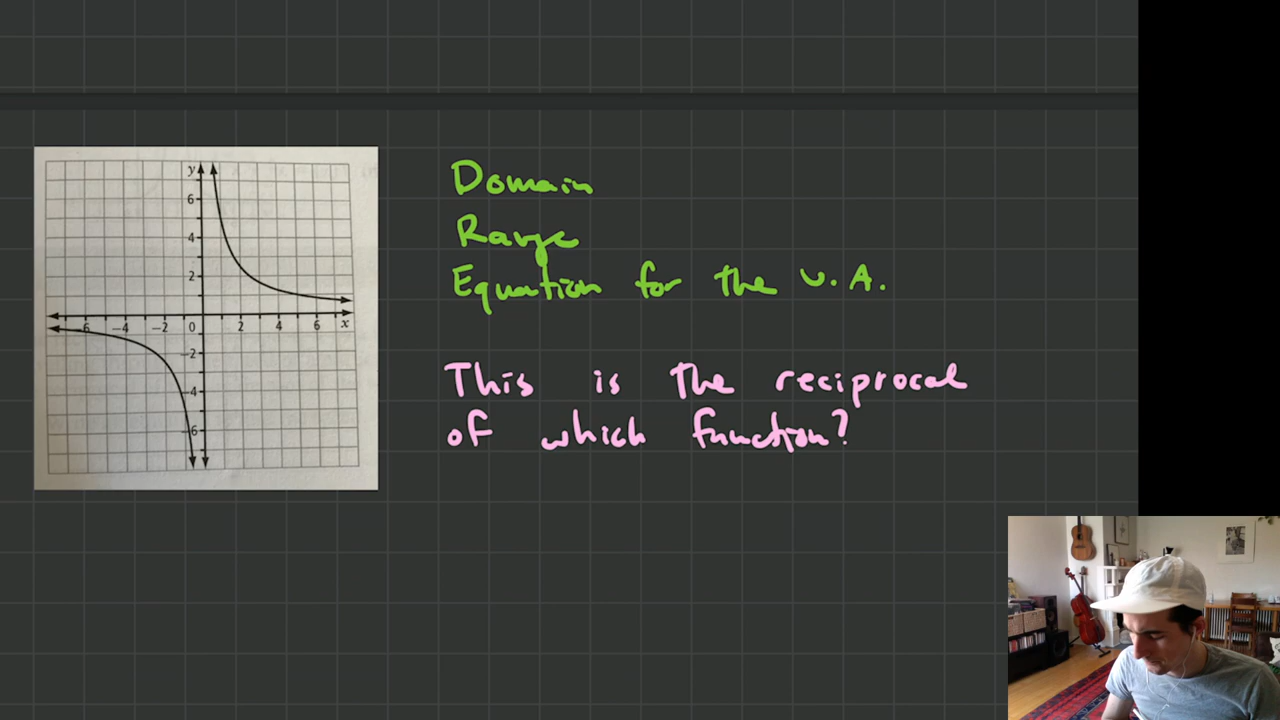 Domain
Range
Equation for the V.A.
This is the reciprocal
of which function?
y
6
4
2
-6 -4 -2 0 2 4 6 x
-2
-4
-6